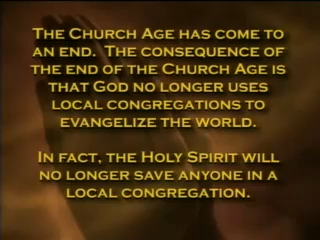 The Church Age has come to
an end. The consequence of
the end of the Church Age is
that God no longer uses
local congregations to
evangelize the world.
In fact, the Holy Spirit will
no longer save anyone in a
local congregation.